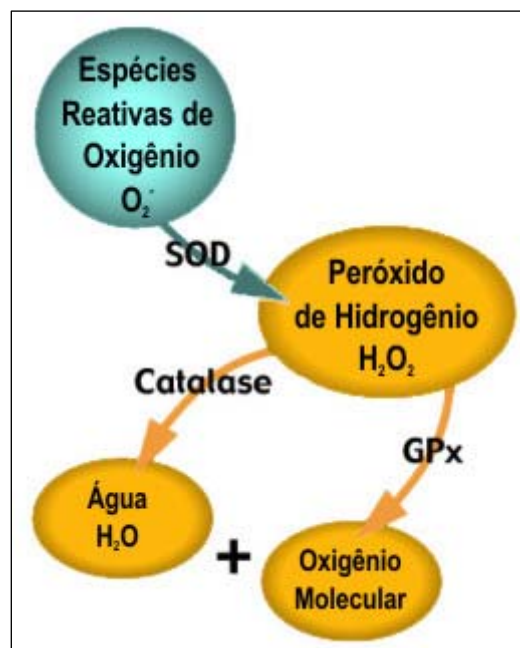 Espécies
Reativas de
Oxigênio
O₂⁻
SOD
Peróxido
de Hidrogênio
H₂O₂
Catalase
GPx
Água
H₂O
+
Oxigênio
Molecular